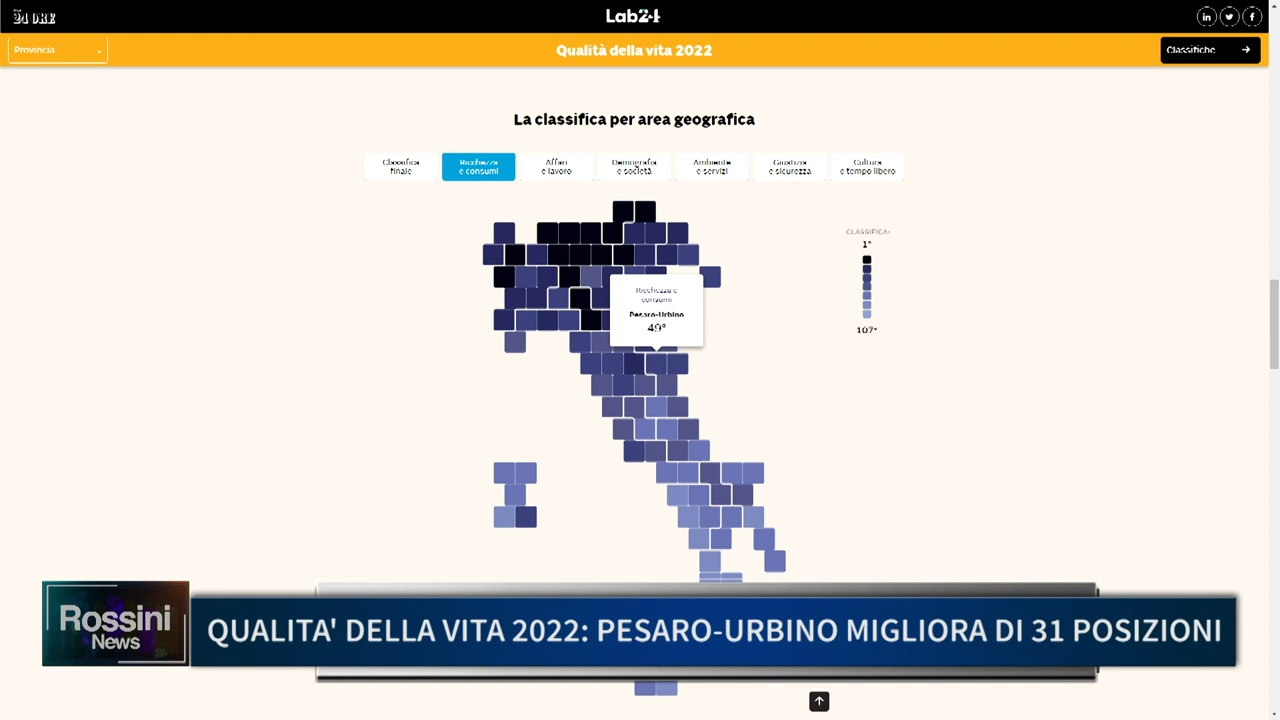 24 ORE
Lab24
Provincia
Qualità della vita 2022
Classifiche
La classifica per area geografica
Classifica
finale
Ricchezza
e consumi
Affari
e lavoro
Demografia
e società
Ambiente
e servizi
Giustizia
e sicurezza
Cultura
e tempo libero
CLASSIFICA:
1°
107°
Ricchezza e
consumi
Pesaro-Urbino
49°
Rossini
News
QUALITA' DELLA VITA 2022: PESARO-URBINO MIGLIORA DI 31 POSIZIONI